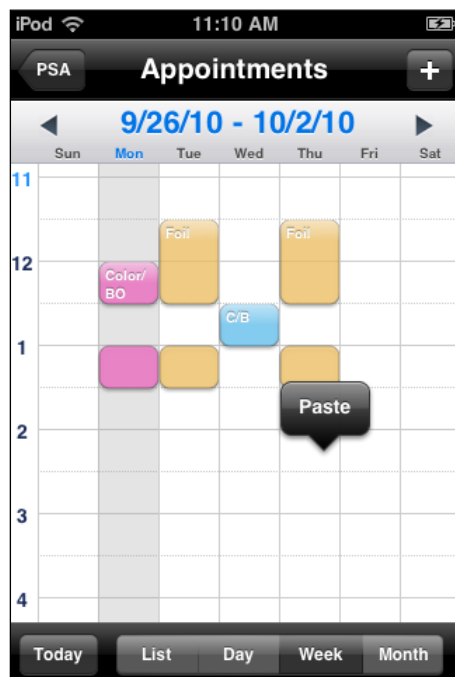 iPod 11:10 AM
PSA Appointments +
9/26/10 - 10/2/10
Sun Mon Tue Wed Thu Fri Sat
11
Foil Foil
12
Color/
BO
C/B
1
Paste
2
3
4
Today List Day Week Month